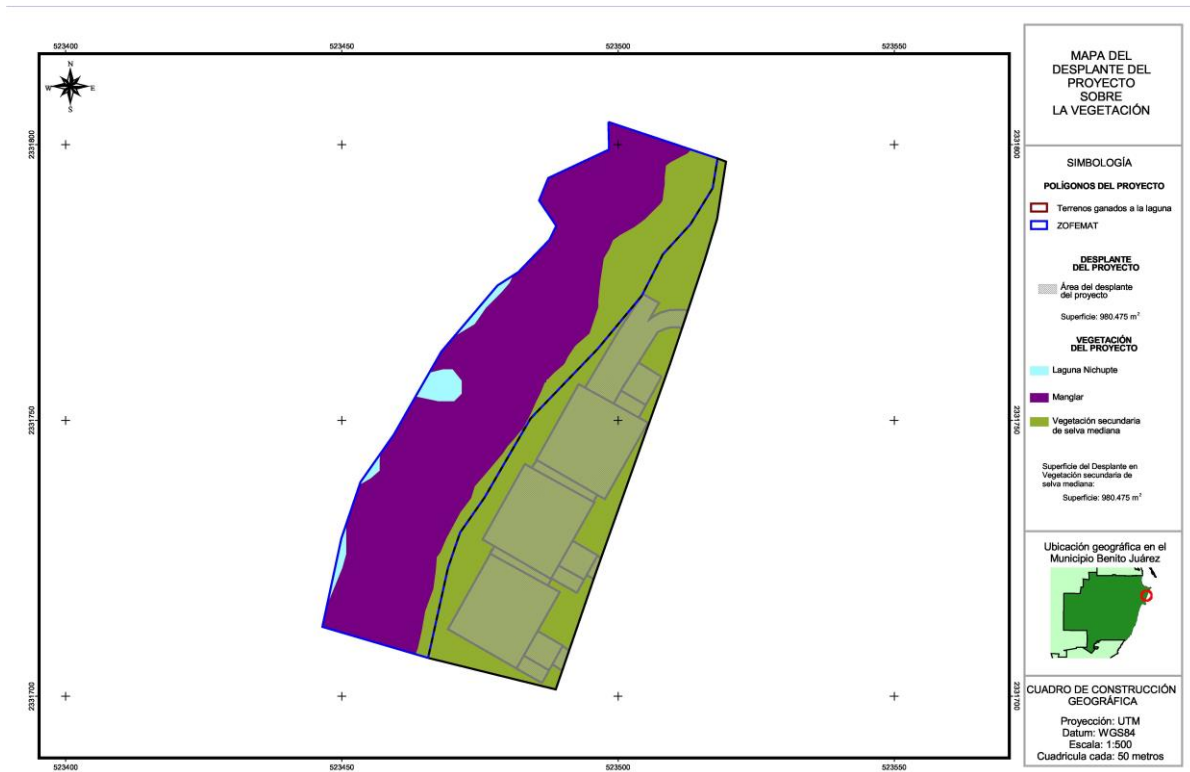 523400
523450
523500
523550
N
W
E
S
2331800
2331800
2331750
2331750
2331700
2331700
523400
523450
523500
523550
MAPA DEL
DESPLANTE DEL
PROYECTO
SOBRE
LA VEGETACIÓN
SIMBOLOGÍA
POLÍGONOS DEL PROYECTO
Terrenos ganados a la laguna
ZOFEMAT
DESPLANTE
DEL PROYECTO
Área del desplante
del proyecto
Superficie: 980.475 m²
VEGETACIÓN
DEL PROYECTO
Laguna Nichupte
Manglar
Vegetación secundaria
de selva mediana
Superficie del Desplante en
Vegetación secundaria de
selva mediana:
Superficie: 980.475 m²
Ubicación geográfica en el
Municipio Benito Juárez
CUADRO DE CONSTRUCCIÓN
GEOGRÁFICA
Proyección: UTM
Datum: WGS84
Escala: 1:500
Cuadricula cada: 50 metros